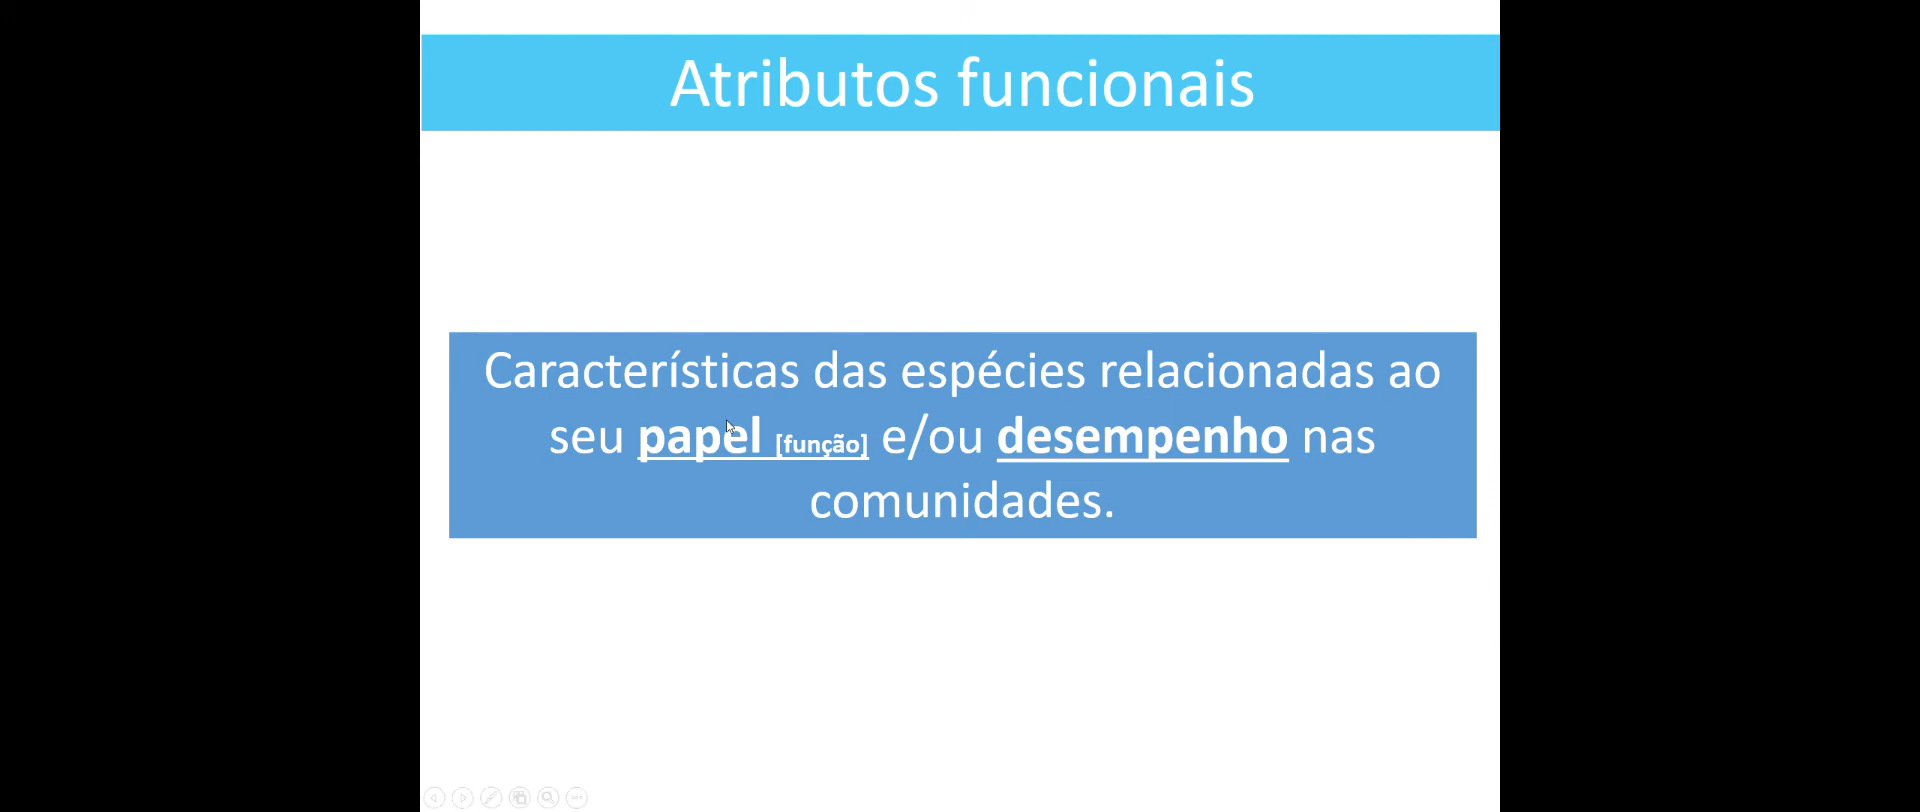 Atributos funcionais
Características das espécies relacionadas ao
seu papel [função] e/ou desempenho nas
comunidades.